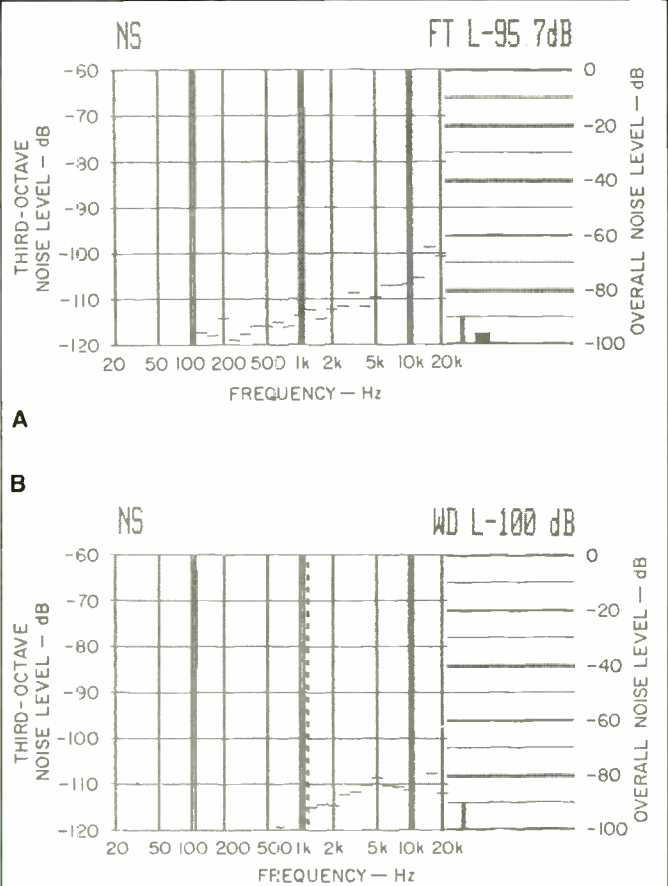 NS FT L-95.7dB
-60 0
-70
-80 -20
-90 -40
-100 -60
-110 -80
-120 -100
THIRD-OCTAVE
NOISE LEVEL — dB
OVERALL NOISE LEVEL — dB
20 50 100 200 500 1k 2k 5k 10k 20k
FREQUENCY — Hz
A
B
NS WD L-100 dB
-60 0
-70
-80 -20
-90 -40
-100 -60
-110 -80
-120 -100
THIRD-OCTAVE
NOISE LEVEL — dB
OVERALL NOISE LEVEL — dB
20 50 100 200 500 1k 2k 5k 10k 20k
FREQUENCY — Hz